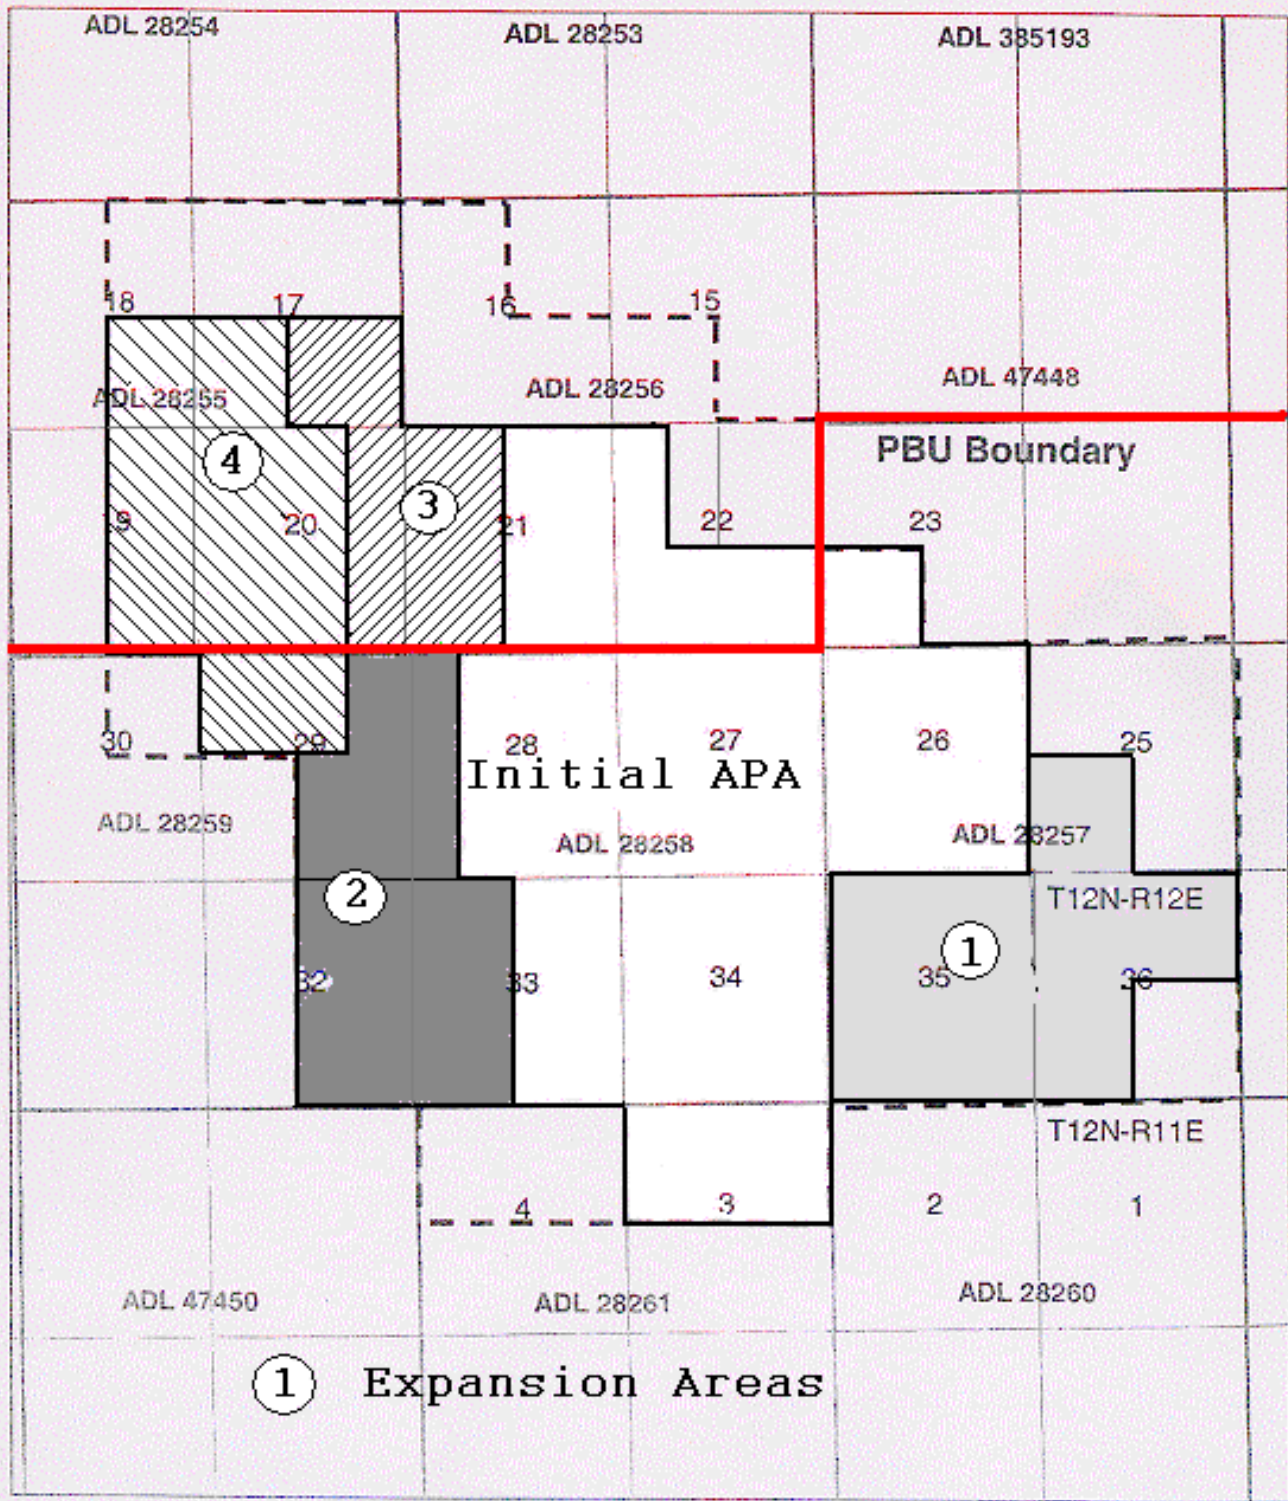 ADL 28254
ADL 28253
ADL 385193
18
17
16
15
ADL 28255
ADL 28256
ADL 47448
PBU Boundary
4
3
9
20
21
22
23
30
29
28
27
26
25
Initial APA
ADL 28259
ADL 28258
ADL 28257
2
T12N-R12E
1
32
33
34
35
36
T12N-R11E
4
3
2
1
ADL 47450
ADL 28261
ADL 28260
1 Expansion Areas